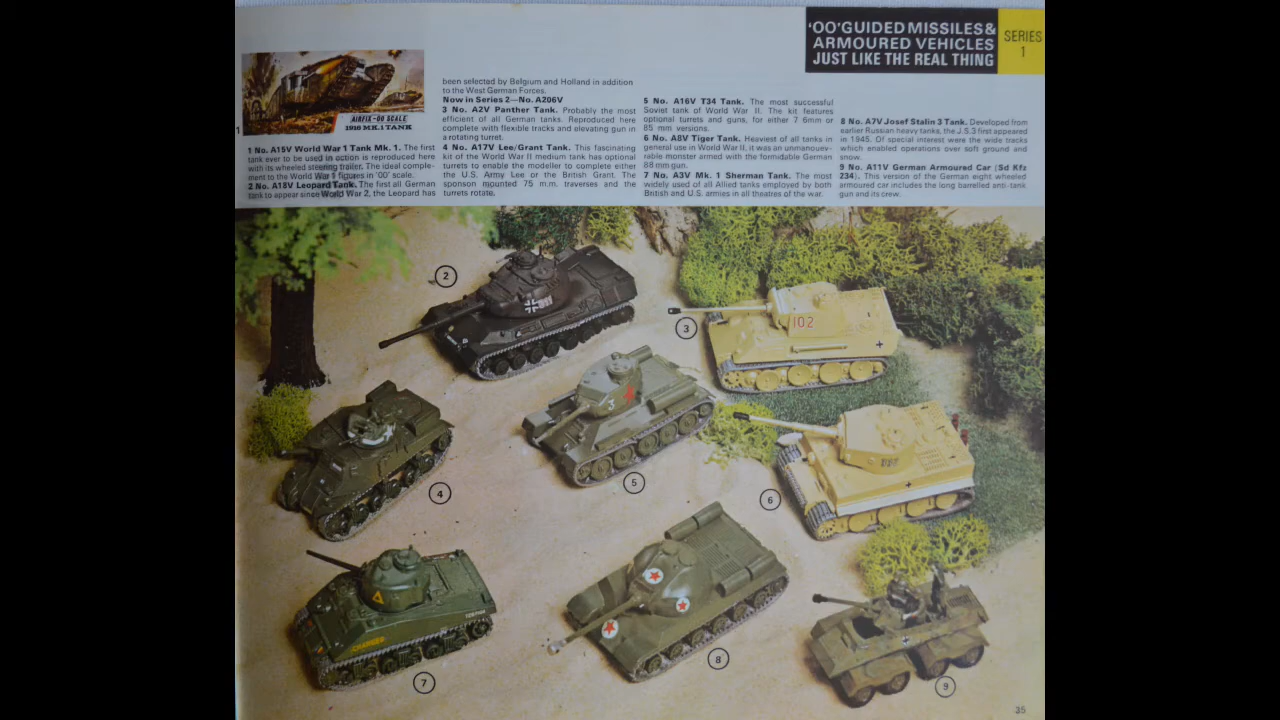 'OO' GUIDED MISSILES &
ARMOURED VEHICLES
JUST LIKE THE REAL THING
SERIES
1
AIRFIX-OO SCALE
1916 MK.1 TANK
1
1 No. A15V World War 1 Tank Mk. 1. The first
tank ever to be used in action is reproduced here
with its wheeled steering trailer. The ideal comple-
ment to the World War 1 figures in 'OO' scale.
2 No. A18V Leopard Tank. The first all German
tank to appear since World War 2, the Leopard has
been selected by Belgium and Holland in addition
to the West German Forces.
Now in Series 2—No. A206V
3 No. A2V Panther Tank. Probably the most
efficient of all German tanks. Reproduced here
complete with flexible tracks and elevating gun in
a rotating turret.
4 No. A17V Lee/Grant Tank. This fascinating
kit of the World War II medium tank has optional
turrets to enable the modeller to complete either
the U.S. Army Lee or the British Grant. The
sponson mounted 75 m.m. traverses and the
turrets rotate.
5 No. A16V T34 Tank. The most successful
Soviet tank of World War II. The kit features
optional turrets and guns, for either 7 6mm or
85 mm versions.
6 No. A8V Tiger Tank. Heaviest of all tanks in
general use in World War II, it was an unmanoeuv-
rable monster armed with the formidable German
88 mm gun.
7 No. A3V Mk. 1 Sherman Tank. The most
widely used of all Allied tanks employed by both
British and U.S. armies in all theatres of the war.
8 No. A7V Josef Stalin 3 Tank. Developed from
earlier Russian heavy tanks, the J.S.3 first appeared
in 1945. Of special interest were the wide tracks
which enabled operations over soft ground and
snow.
9 No. A11V German Armoured Car (Sd Kfz
234). This version of the German eight wheeled
armoured car includes the long barrelled anti-tank
gun and its crew.
2
3
102
4
5
3
6
7
CHARGER
8
9
35